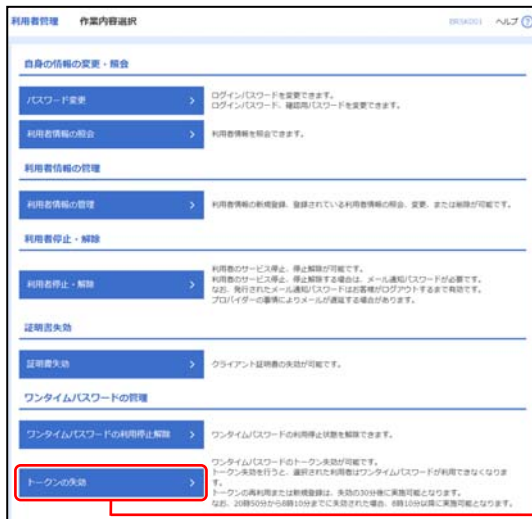 利用者管理 作業内容選択 BRSK001 ヘルプ ?
自身の情報の変更・照会
パスワード変更
ログインパスワードを変更できます。
ログインパスワード、確認用パスワードを変更できます。
利用者情報の照会
利用者情報を照会できます。
利用者情報の管理
利用者情報の管理
利用者情報の新規登録、登録されている利用者情報の照会、変更、または削除が可能です。
利用者停止・解除
利用者停止・解除
利用者のサービス停止、停止解除が可能です。
利用者のサービス停止、停止解除する場合は、メール通知パスワードが必要です。
なお、発行されたメール通知パスワードはお客様がログアウトするまで有効です。
プロバイダーの事情によりメールが遅延する場合があります。
証明書失効
証明書失効
クライアント証明書の失効が可能です。
ワンタイムパスワードの管理
ワンタイムパスワードの利用停止解除
ワンタイムパスワードの利用停止状態を解除できます。
トークンの失効
ワンタイムパスワードのトークン失効が可能です。
トークン失効を行うと、選択された利用者はワンタイムパスワードが利用できなくなりま
す。
トークンの再利用または新規登録は、失効の30分後に実施可能となります。
なお、20時50分から8時10分までに失効された場合、8時10分以降に実施可能となります。